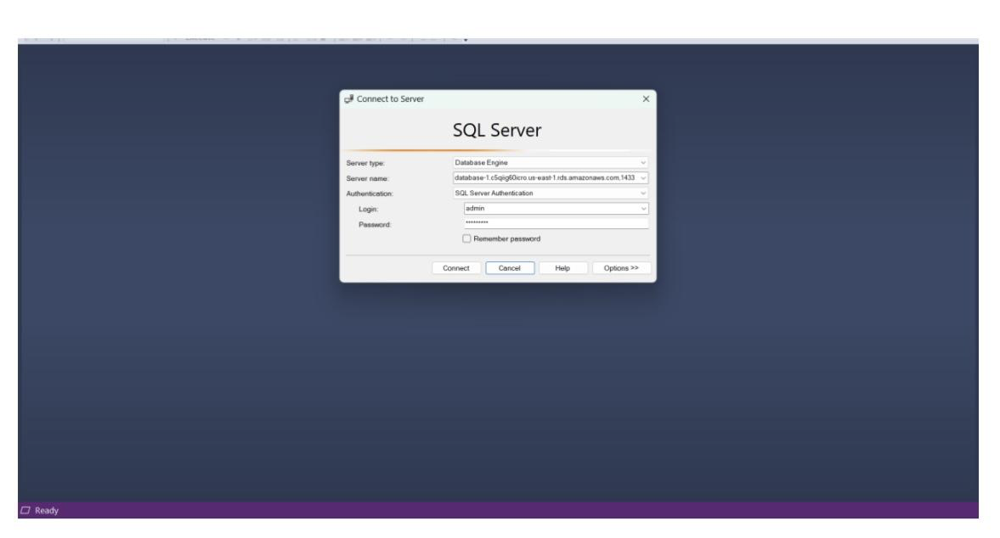 Connect to Server
SQL Server
Server type: Database Engine
Server name: database-1.c5qiig60icro.us-east-1.rds.amazonaws.com,1433
Authentication: SQL Server Authentication
Login: admin
Password: *********
Remember password
Connect Cancel Help Options >>
Ready